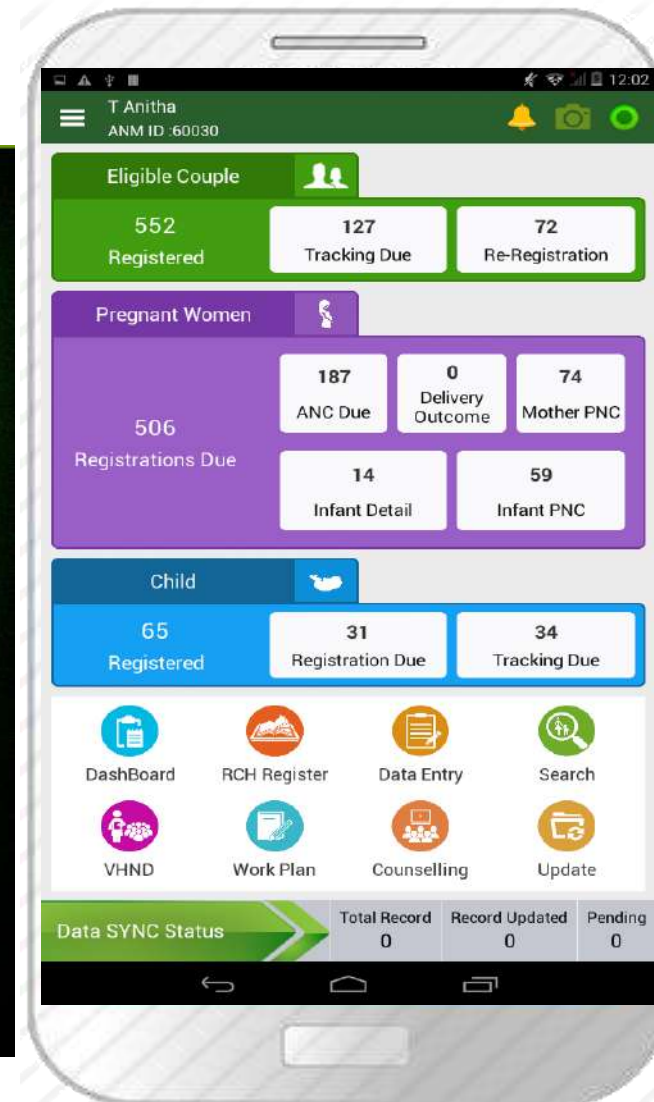 12:02
T Anitha
ANM ID :60030
Eligible Couple
552
Registered
127
Tracking Due
72
Re-Registration
Pregnant Women
506
Registrations Due
187
ANC Due
0
Delivery
Outcome
74
Mother PNC
14
Infant Detail
59
Infant PNC
Child
65
Registered
31
Registration Due
34
Tracking Due
DashBoard
RCH Register
Data Entry
Search
VHND
Work Plan
Counselling
Update
Data SYNC Status
Total Record
0
Record Updated
0
Pending
0